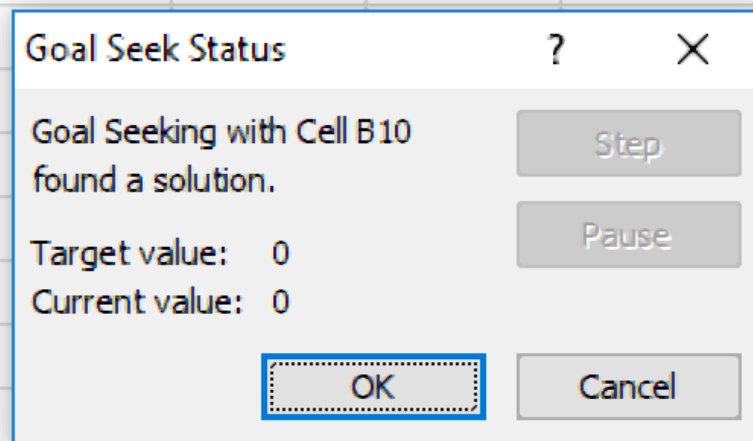 Goal Seek Status
?
Goal Seeking with Cell B10
found a solution.
Step
Pause
Target value: 0
Current value: 0
OK
Cancel